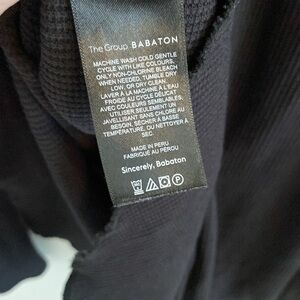 The Group BABATON
MACHINE WASH COLD GENTLE
CYCLE WITH LIKE COLOURS,
ONLY NON-CHLORINE BLEACH
WHEN NEEDED. TUMBLE DRY
LOW, OR DRY CLEAN.
LAVER À LA MACHINE À L'EAU
FROIDE AU CYCLE DÉLICAT
AVEC COULEURS SEMBLABLES.
UTILISER SEULEMENT UN
JAVELLISANT SANS CHLORE AU
BESOIN. SÉCHER À BASSE
TEMPÉRATURE, OU NETTOYER À
SEC.
MADE IN PERU
FABRIQUÉ AU PÉROU
Sincerely, Babaton